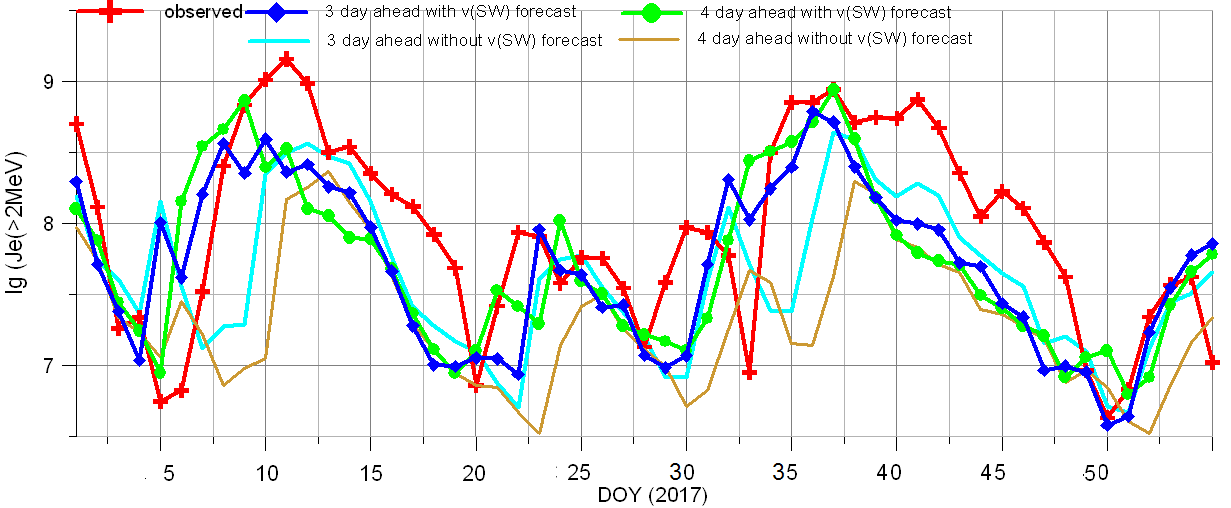 observed 3 day ahead with v(SW) forecast 4 day ahead with v(SW) forecast
3 day ahead without v(SW) forecast 4 day ahead without v(SW) forecast
9
8
7
lg (Je(>2MeV)
5 10 15 20 25 30 35 40 45 50
DOY (2017)